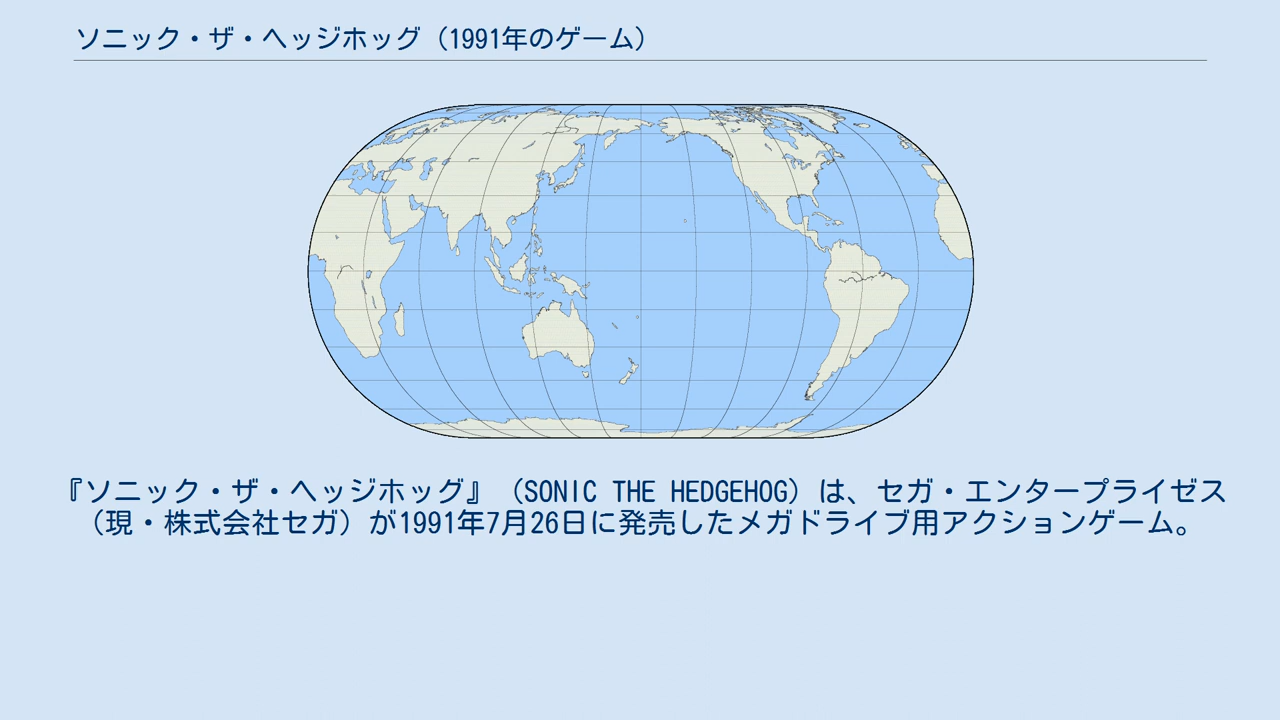 ソニック・ザ・ヘッジホッグ（1991年のゲーム）
『ソニック・ザ・ヘッジホッグ』（SONIC THE HEDGEHOG）は、セガ・エンタープライゼス
（現・株式会社セガ）が1991年7月26日に発売したメガドライブ用アクションゲーム。